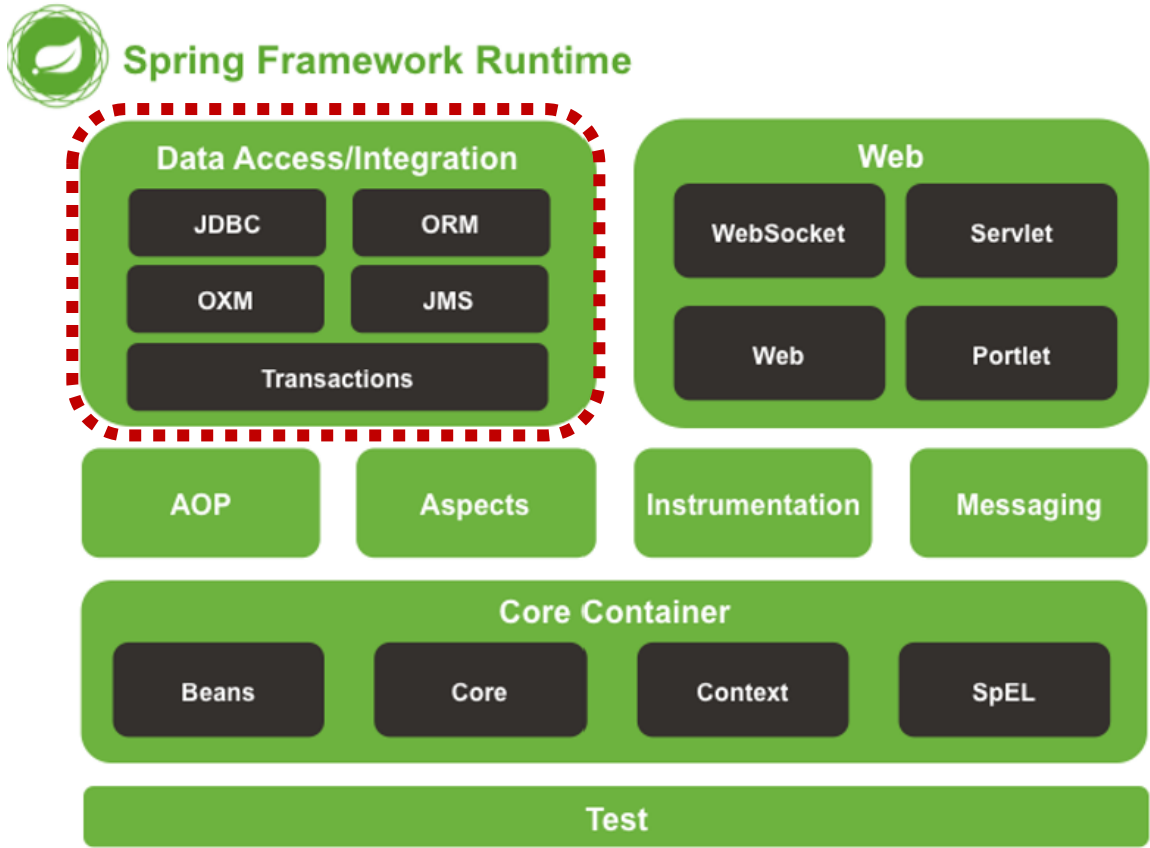 Spring Framework Runtime
Data Access/Integration
JDBC
ORM
OXM
JMS
Transactions
Web
WebSocket
Servlet
Web
Portlet
AOP
Aspects
Instrumentation
Messaging
Core Container
Beans
Core
Context
SpEL
Test